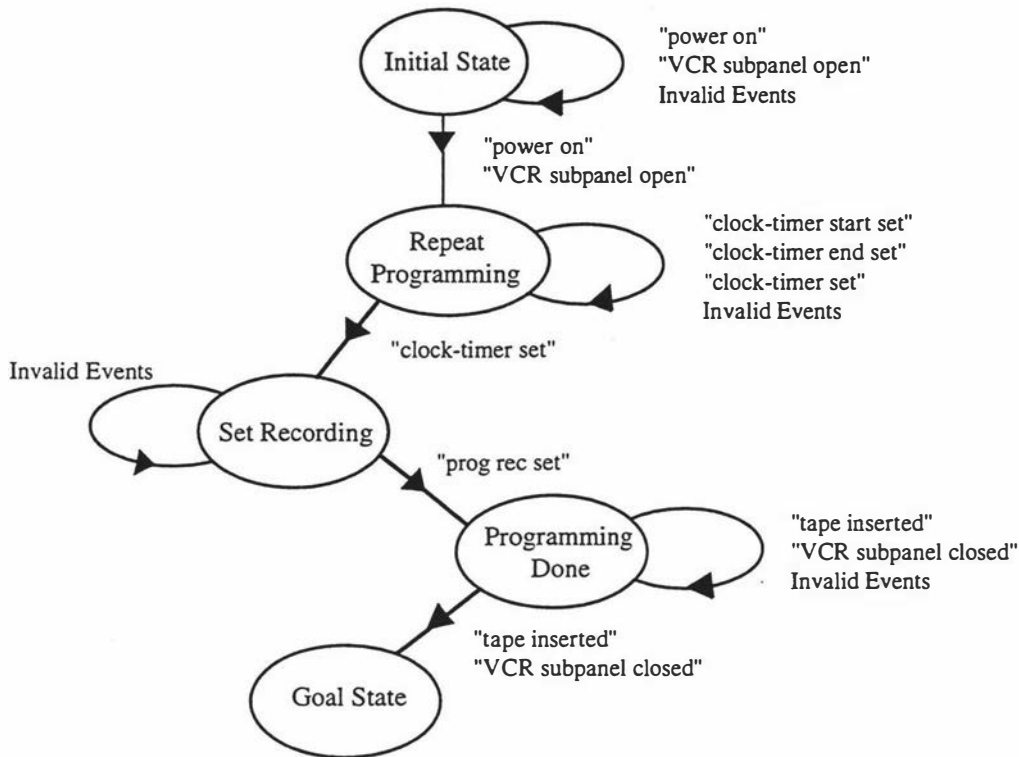 Initial State
"power on"
"VCR subpanel open"
Invalid Events
"power on"
"VCR subpanel open"
Repeat
Programming
"clock-timer start set"
"clock-timer end set"
"clock-timer set"
Invalid Events
"clock-timer set"
Invalid Events
Set Recording
"prog rec set"
Programming
Done
"tape inserted"
"VCR subpanel closed"
Invalid Events
"tape inserted"
"VCR subpanel closed"
Goal State